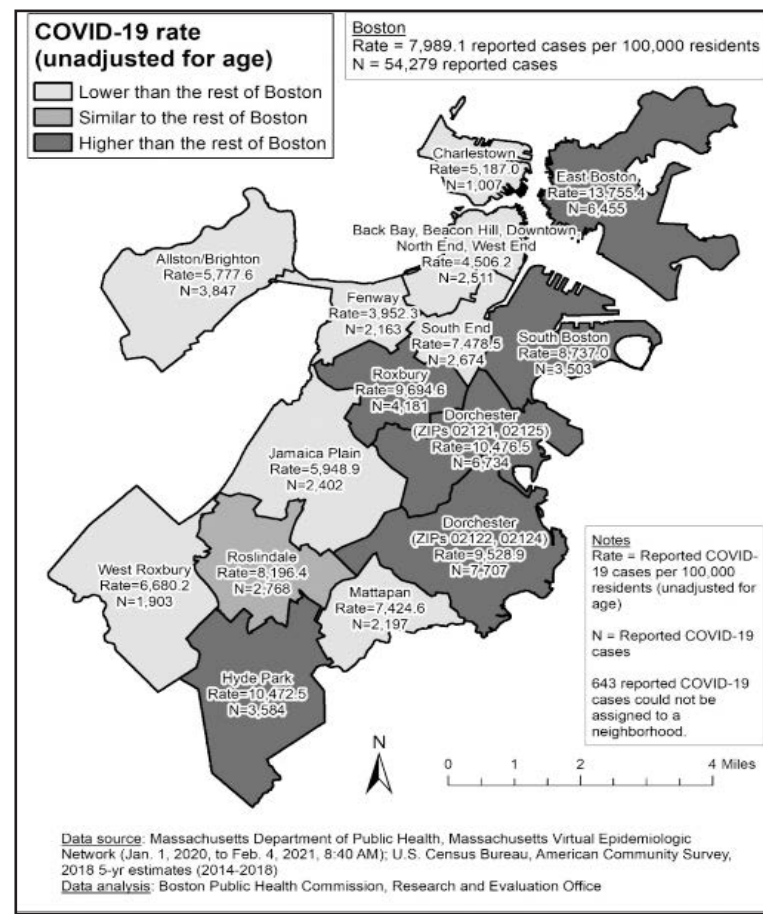 COVID-19 rate
(unadjusted for age)
Lower than the rest of Boston
Similar to the rest of Boston
Higher than the rest of Boston
Boston
Rate = 7,989.1 reported cases per 100,000 residents
N = 54,279 reported cases
Charlestown
Rate=5,187.0
N=1,007
East Boston
Rate=13,755.4
N=6,455
Back Bay, Beacon Hill, Downtown,
North End, West End
Rate=4,506.2
N=2,511
Allston/Brighton
Rate=5,777.6
N=3,847
Fenway
Rate=3,952.3
N=2,163
South End
Rate=7,478.5
N=2,674
South Boston
Rate=8,737.0
N=3,503
Roxbury
Rate=9,694.6
N=4,181
Dorchester
(ZIPs 02121, 02125)
Rate=10,476.5
N=6,734
Jamaica Plain
Rate=5,948.9
N=2,402
Dorchester
(ZIPs 02122, 02124)
Rate=9,528.9
N=7,707
West Roxbury
Rate=6,680.2
N=1,903
Roslindale
Rate=8,196.4
N=2,768
Mattapan
Rate=7,424.6
N=2,197
Hyde Park
Rate=10,472.5
N=3,584
Notes
Rate = Reported COVID-
19 cases per 100,000
residents (unadjusted for
age)
N = Reported COVID-19
cases
643 reported COVID-19
cases could not be
assigned to a
neighborhood.
N
0 1 2 4 Miles
Data source: Massachusetts Department of Public Health, Massachusetts Virtual Epidemiologic
Network (Jan. 1, 2020, to Feb. 4, 2021, 8:40 AM); U.S. Census Bureau, American Community Survey,
2018 5-yr estimates (2014-2018)
Data analysis: Boston Public Health Commission, Research and Evaluation Office